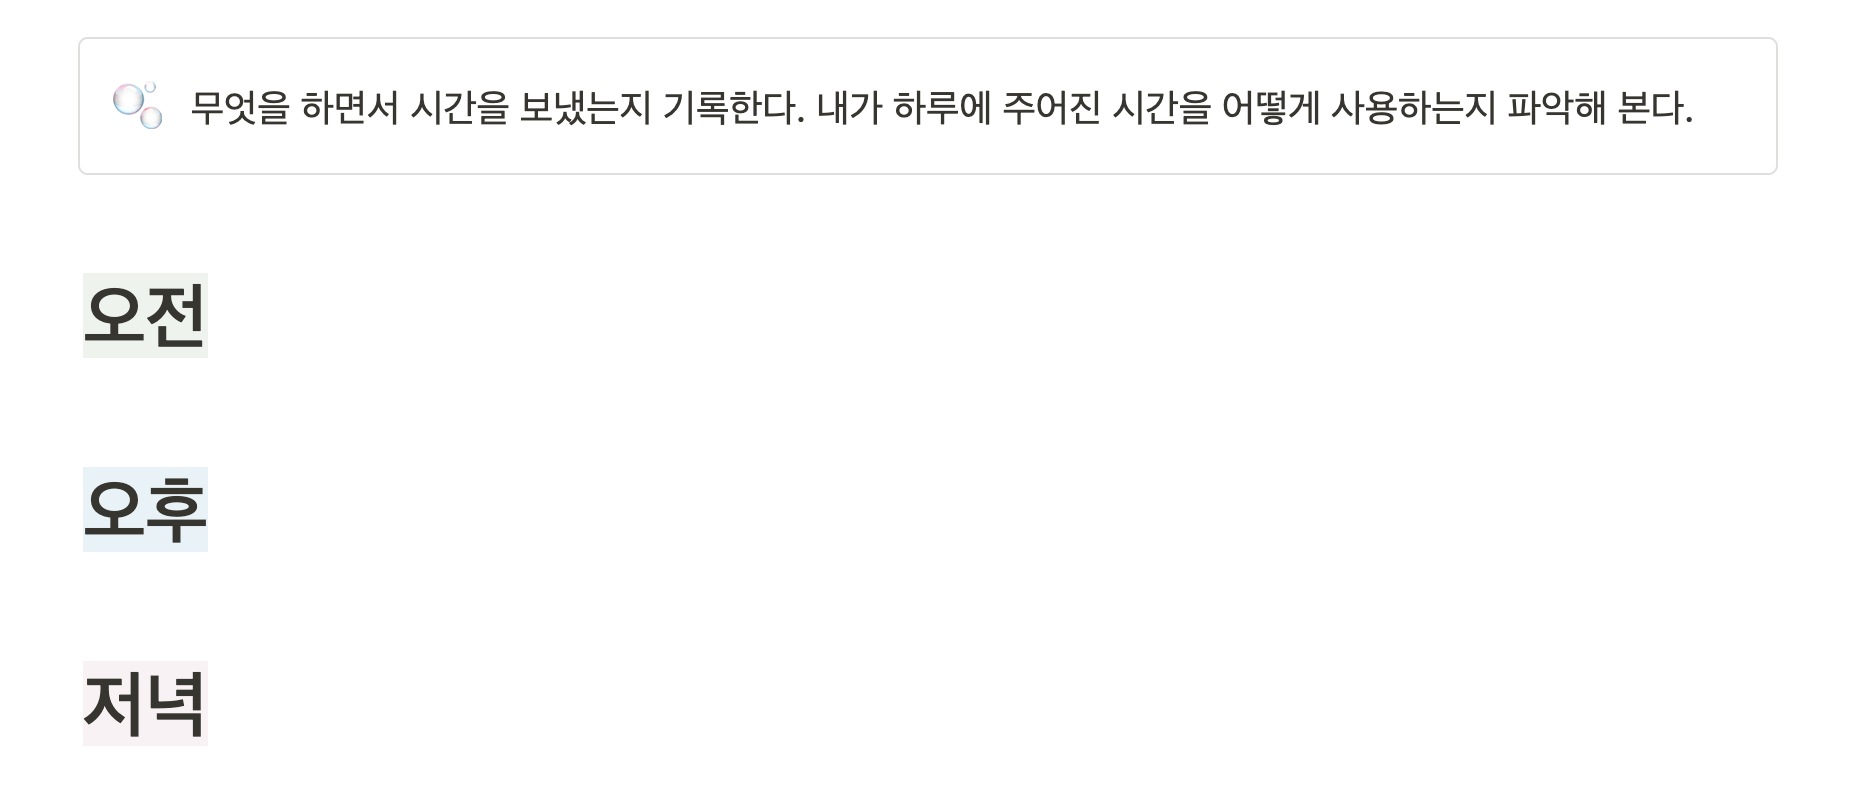 무엇을 하면서 시간을 보냈는지 기록한다. 내가 하루에 주어진 시간을 어떻게 사용하는지 파악해 본다.
오전
오후
저녁